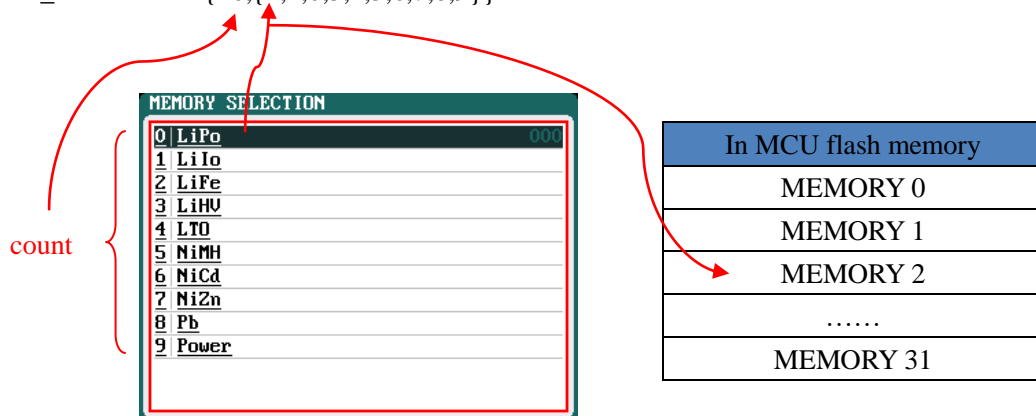 MEMORY SELECTION
0|LiPo 000
1|LiIo
2|LiFe
3|LiHV
4|LTO
5|NiMH
6|NiCd
7|NiZn
8|Pb
9|Power
count
In MCU flash memory
MEMORY 0
MEMORY 1
MEMORY 2
……
MEMORY 31